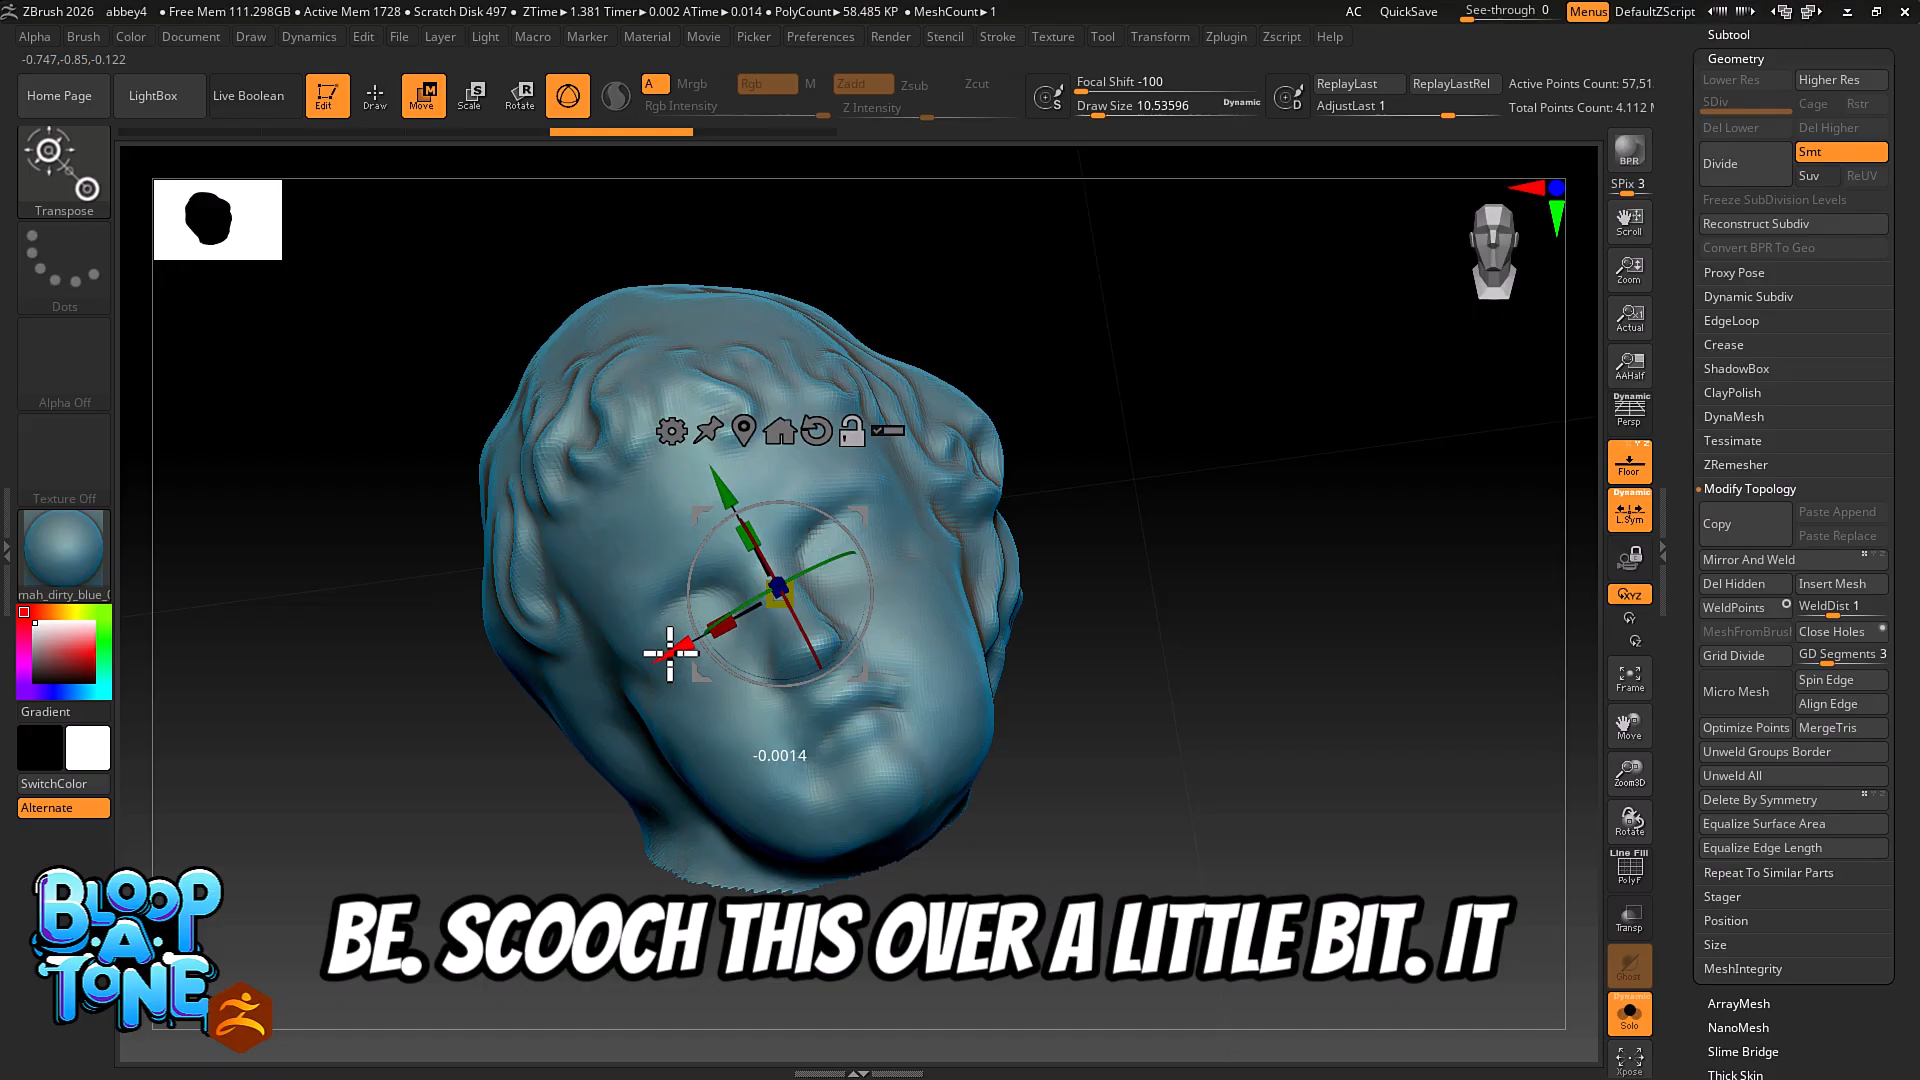 ZBrush 2026 abbey4 ● Free Mem 111.298GB ● Active Mem 1728 ● Scratch Disk 497 ● ZTime►1.381 Timer►0.002 ATime►0.014 ● PolyCount►58.485 KP ● MeshCount►1 AC QuickSave See-through 0 Menus DefaultZScript
Alpha Brush Color Document Draw Dynamics Edit File Layer Light Macro Marker Material Movie Picker Preferences Render Stencil Stroke Texture Tool Transform Zplugin Zscript Help
-0.747,-0.85,-0.122
Home Page LightBox Live Boolean Edit Draw Move Scale Rotate
A Mrgb Rgb M Zadd Zsub Zcut
Rgb Intensity Z Intensity
Focal Shift -100
Draw Size 10.53596 Dynamic
ReplayLast ReplayLastRel
AdjustLast 1
Active Points Count: 57,51
Total Points Count: 4.112 M
Transpose
Dots
Alpha Off
Texture Off
mah_dirty_blue_0
Gradient
SwitchColor
Alternate
-0.0014
BLOOP
·A·
TONE
BE. SCOOCH THIS OVER A LITTLE BIT. IT
BPR
SPix 3
Scroll
Zoom
Actual
AAHalf
Dynamic
Persp
Floor
Dynamic
L.Sym
XYZ
Frame
Move
Zoom3D
Rotate
Line Fill
PolyF
Transp
Ghost
Dynamic
Solo
Xpose
Subtool
Geometry
Lower Res Higher Res
SDiv Cage Rstr
Del Lower Del Higher
Divide Smt
Suv ReUV
Freeze SubDivision Levels
Reconstruct Subdiv
Convert BPR To Geo
Proxy Pose
Dynamic Subdiv
EdgeLoop
Crease
ShadowBox
ClayPolish
DynaMesh
Tessimate
ZRemesher
Modify Topology
Copy Paste Append
Paste Replace
Mirror And Weld
Del Hidden Insert Mesh
WeldPoints WeldDist 1
MeshFromBrush Close Holes
Grid Divide GD Segments 3
Micro Mesh Spin Edge
Align Edge
Optimize Points MergeTris
Unweld Groups Border
Unweld All
Delete By Symmetry
Equalize Surface Area
Equalize Edge Length
Repeat To Similar Parts
Stager
Position
Size
MeshIntegrity
ArrayMesh
NanoMesh
Slime Bridge
Thick Skin